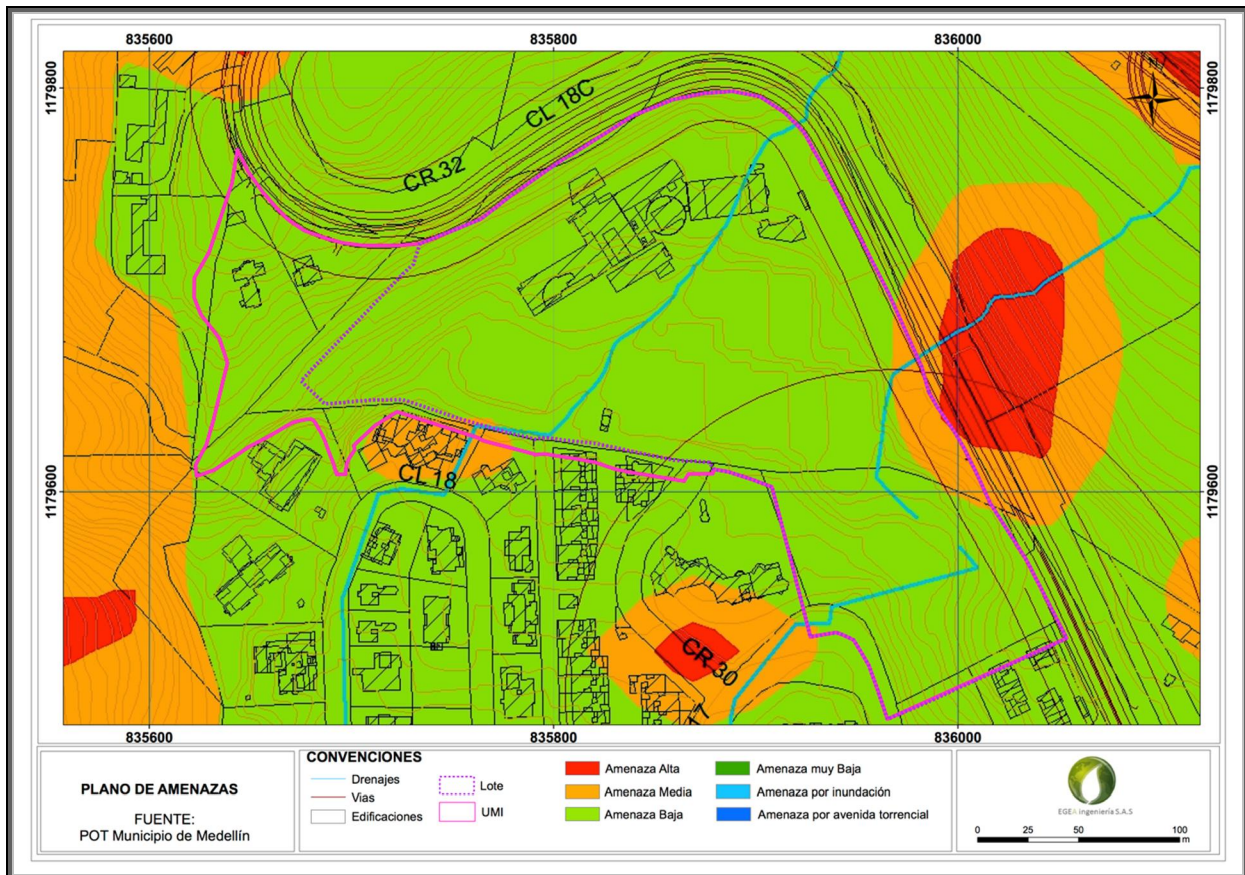 835600 835800 836000
1179800
1179800
N
CL 18C
CR 32
CL 18
1179600
1179600
CR 30
835600 835800 836000
PLANO DE AMENAZAS
FUENTE:
POT Municipio de Medellín
CONVENCIONES
Drenajes
Vias
Edificaciones
Lote
UMI
Amenaza Alta
Amenaza Media
Amenaza Baja
Amenaza muy Baja
Amenaza por inundación
Amenaza por avenida torrencial
EGEA Ingeniería S.A.S
0 25 50 100
m